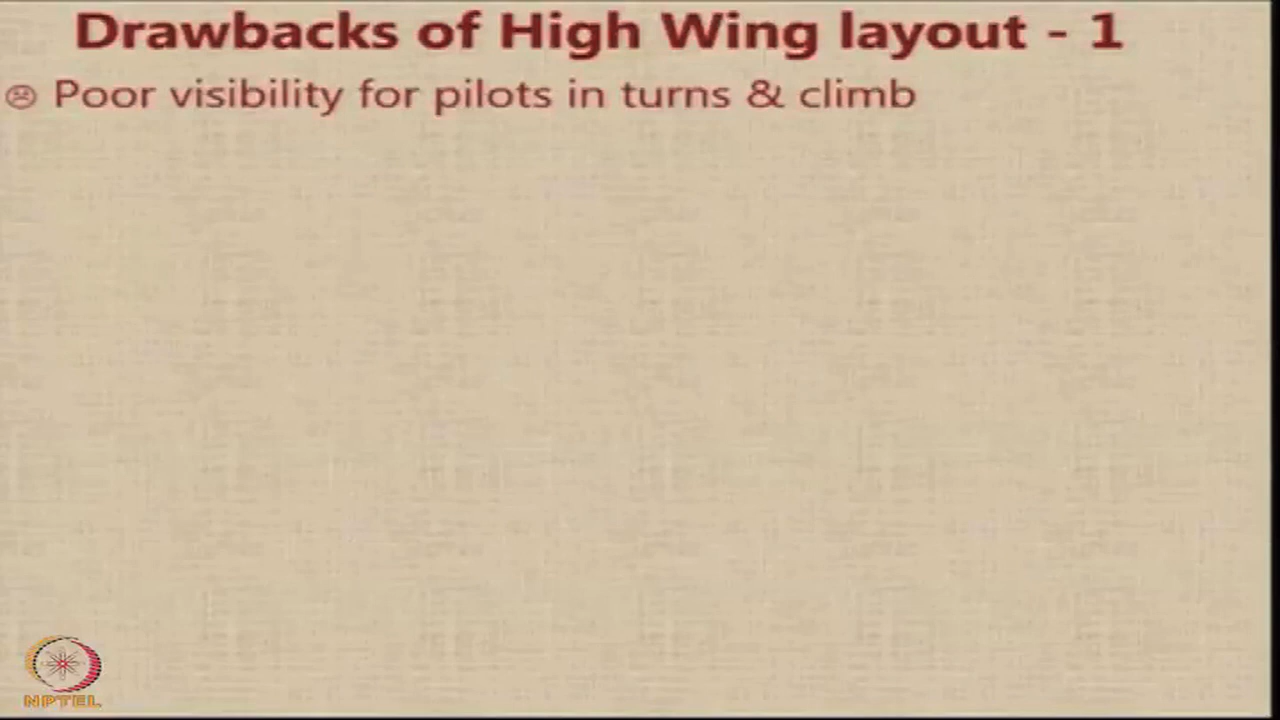 Drawbacks of High Wing layout - 1
☹ Poor visibility for pilots in turns & climb
NPTEL